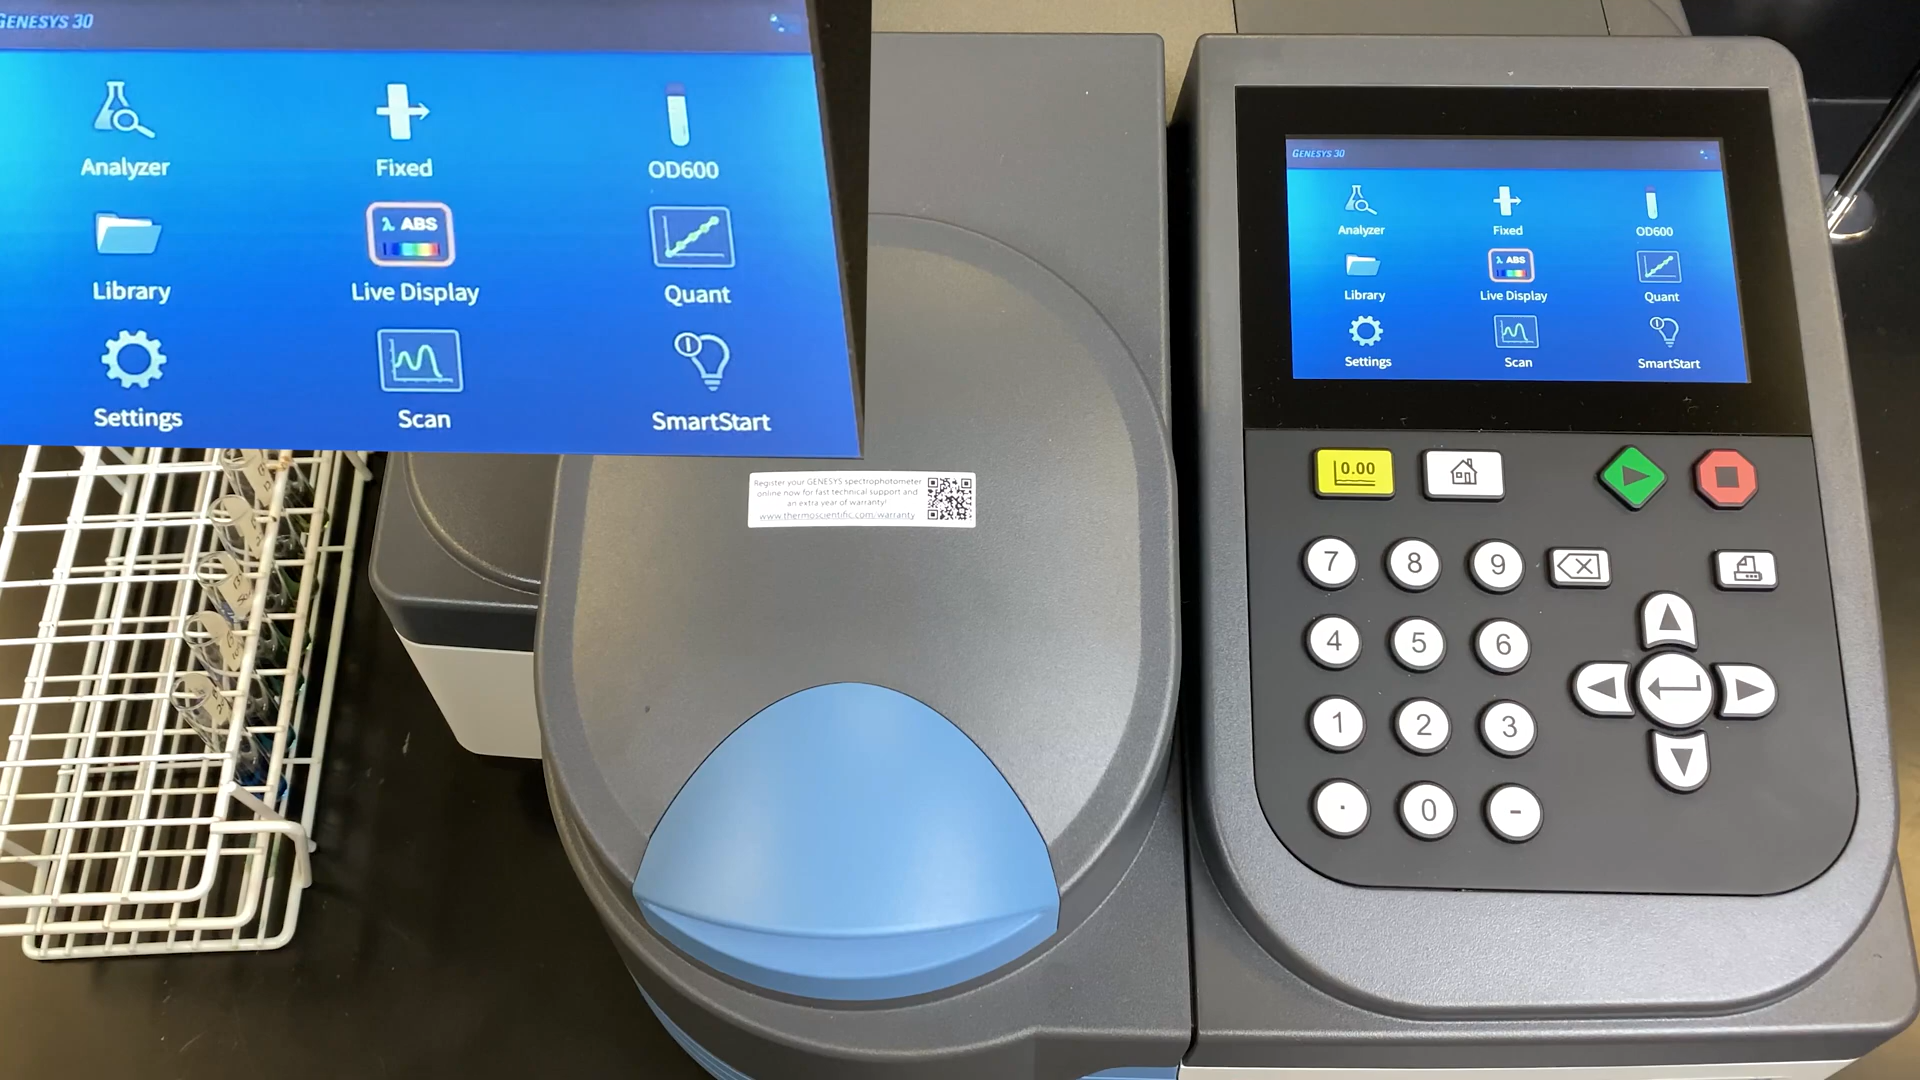 GENESYS 30
Analyzer
Fixed
OD600
λ ABS
Library
Live Display
Quant
Settings
Scan
SmartStart
Register your GENESYS spectrophotometer
online now for fast technical support and
an extra year of warranty!
www.thermoscientific.com/warranty
GENESYS 30
Analyzer
Fixed
OD600
λ ABS
Library
Live Display
Quant
Settings
Scan
SmartStart
0.00
7 8 9
4 5 6
1 2 3
. 0 -